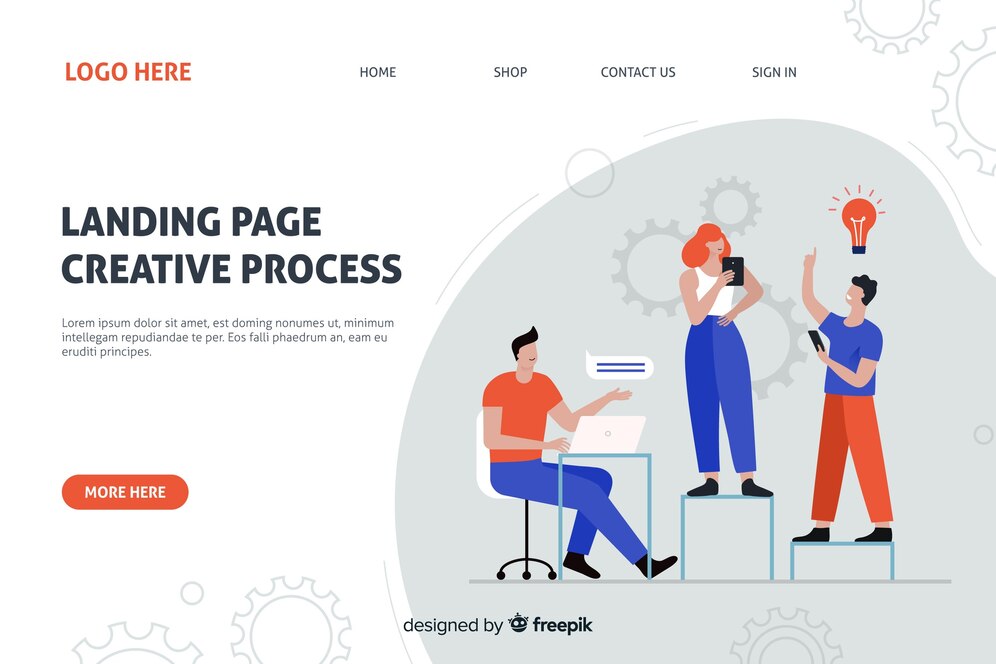 LOGO HERE
HOME
SHOP
CONTACT US
SIGN IN
LANDING PAGE
CREATIVE PROCESS
Lorem ipsum dolor sit amet, est doming nonumes ut, minimum
intellegam repudiandae te per. Eos falli phaedrum an, eam eu
eruditi principes.
MORE HERE
designed by freepik